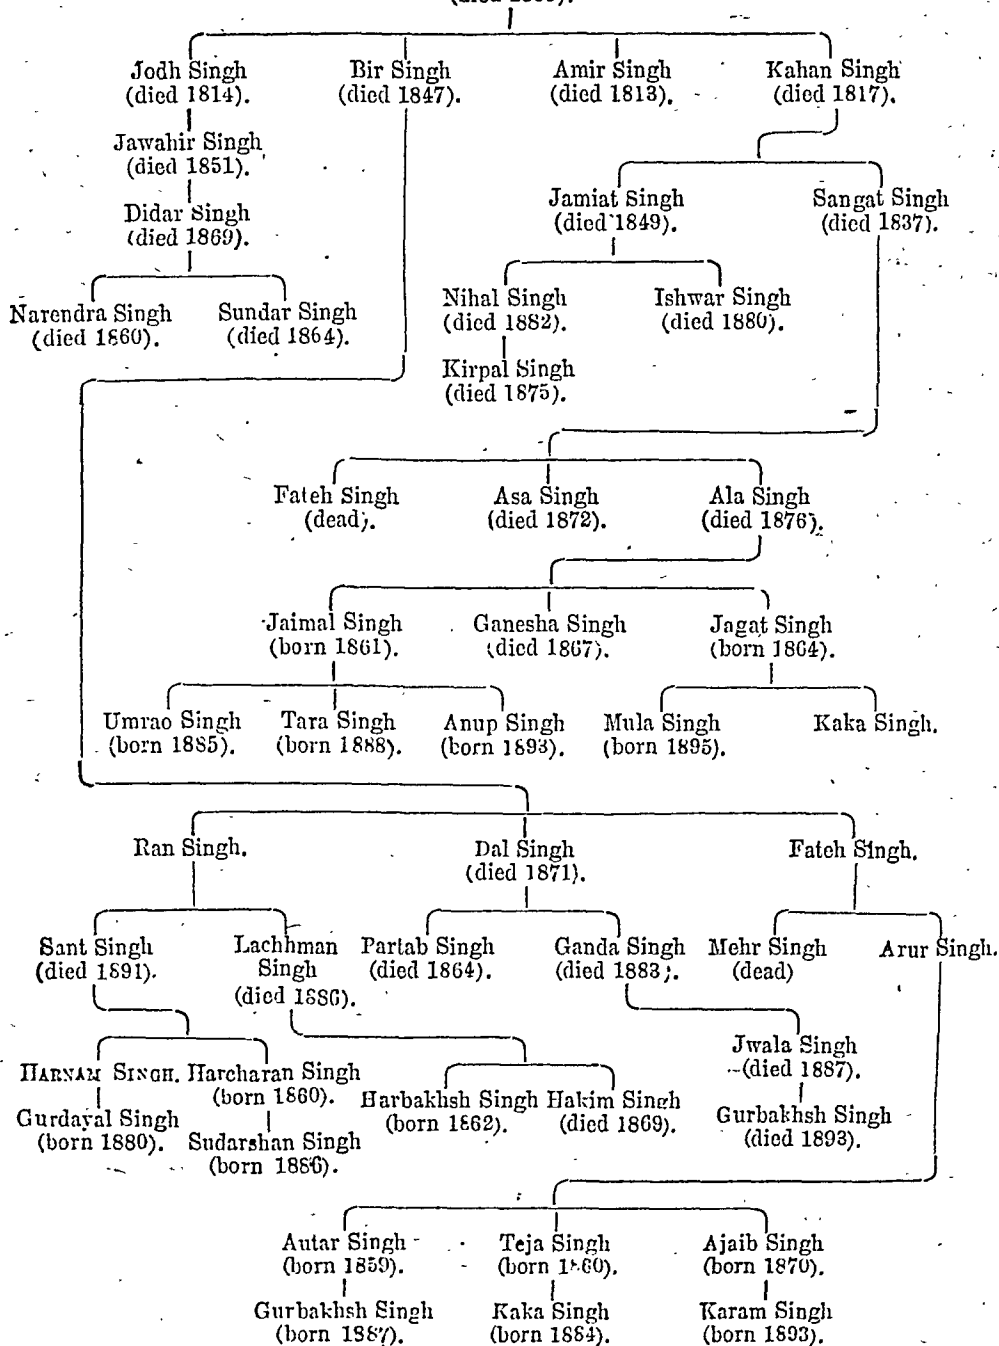 Jodh Singh
(died 1814).
Bir Singh
(died 1847).
Amir Singh
(died 1813).
Kahan Singh
(died 1817).
Jawahir Singh
(died 1851).
Didar Singh
(died 1869).
Jamiat Singh
(died 1849).
Sangat Singh
(died 1837).
Narendra Singh
(died 1860).
Sundar Singh
(died 1864).
Nihal Singh
(died 1882).
Ishwar Singh
(died 1880).
Kirpal Singh
(died 1875).
Fateh Singh
(dead).
Asa Singh
(died 1872).
Ala Singh
(died 1876).
Jaimal Singh
(born 1861).
Ganesha Singh
(died 1867).
Jagat Singh
(born 1864).
Umrao Singh
(born 1885).
Tara Singh
(born 1888).
Anup Singh
(born 1893).
Mula Singh
(born 1895).
Kaka Singh.
Ran Singh.
Dal Singh
(died 1871).
Fateh Singh.
Sant Singh
(died 1891).
Lachhman
Singh
(died 1886).
Partab Singh
(died 1864).
Ganda Singh
(died 1883).
Mehr Singh
(dead)
Arur Singh.
HARNAM SINGH.
Harcharan Singh
(born 1860).
Harbakhsh Singh
(born 1862).
Hakim Singh
(died 1869).
Jwala Singh
(died 1887).
Gurdayal Singh
(born 1880).
Sudarshan Singh
(born 1886).
Gurbakhsh Singh
(died 1893).
Autar Singh
(born 1859).
Teja Singh
(born 1860).
Ajaib Singh
(born 1870).
Gurbakhsh Singh
(born 1887).
Kaka Singh
(born 1884).
Karam Singh
(born 1893).